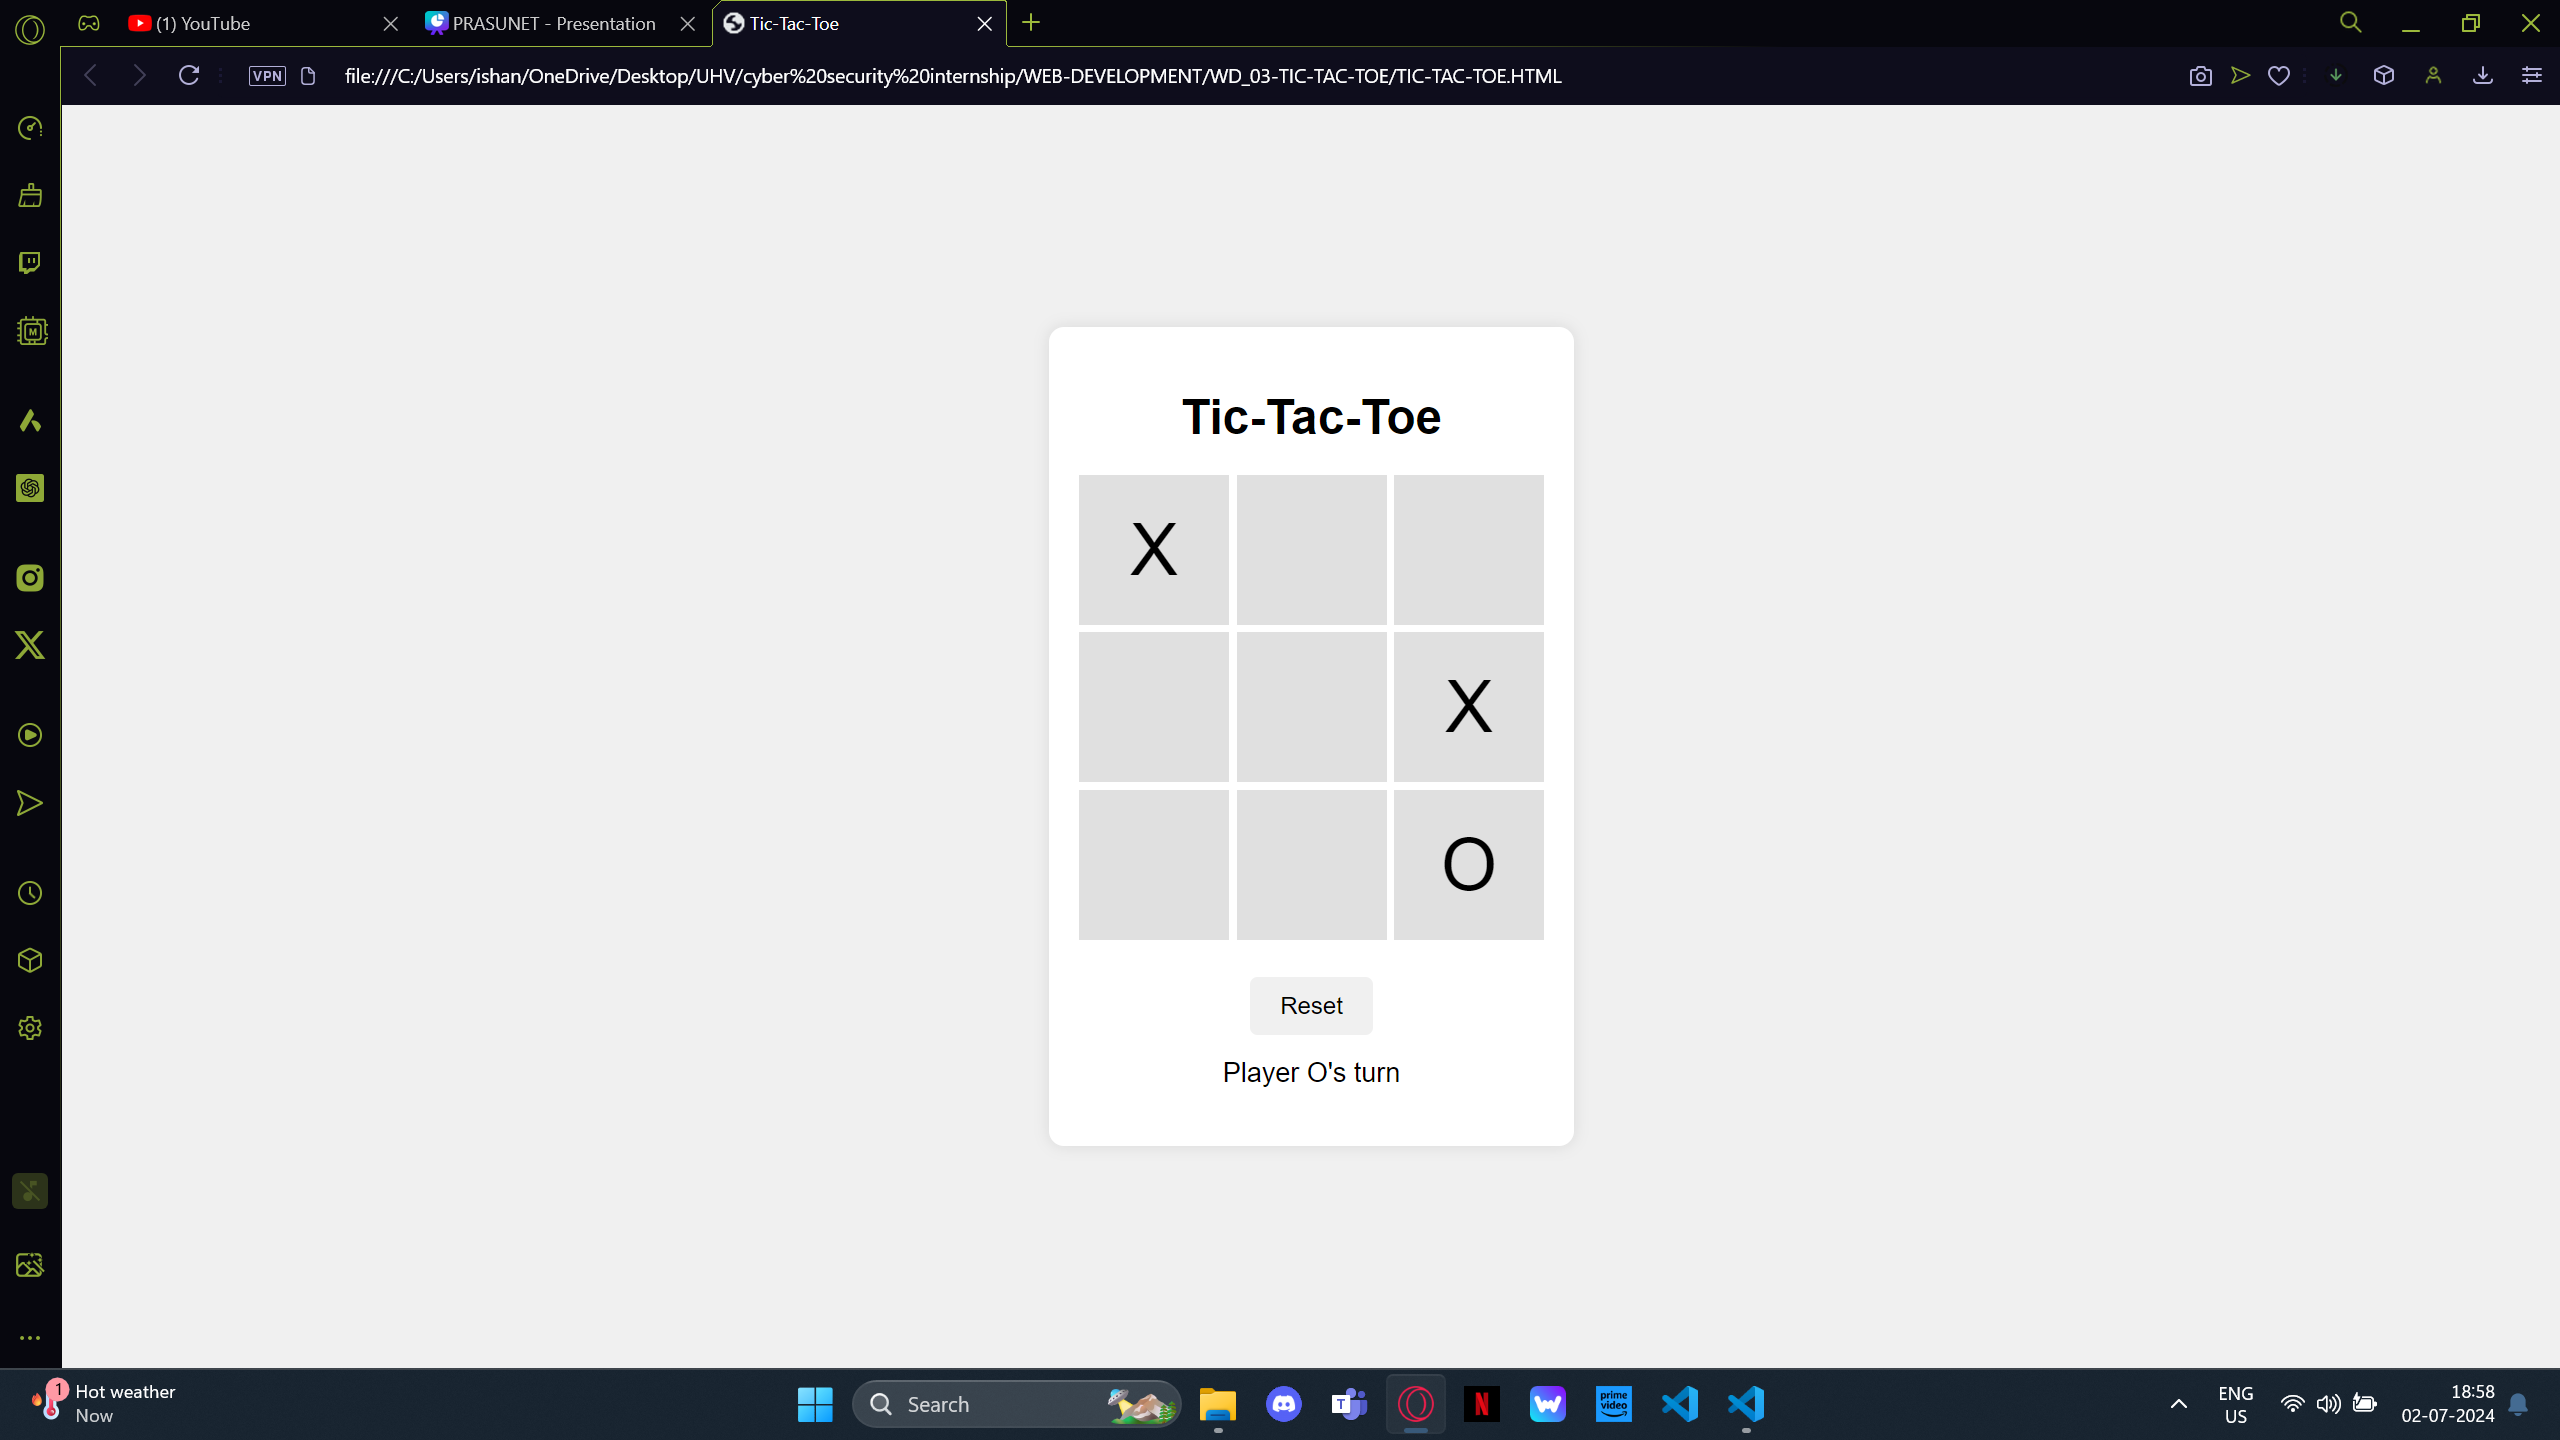 (1) YouTube
PRASUNET - Presentation
Tic-Tac-Toe
VPN
file:///C:/Users/ishan/OneDrive/Desktop/UHV/cyber%20security%20internship/WEB-DEVELOPMENT/WD_03-TIC-TAC-TOE/TIC-TAC-TOE.HTML
M
Tic-Tac-Toe
X
X
O
Reset
Player O's turn
1
Hot weather
Now
Search
T
N
prime video
ENG
US
18:58
02-07-2024